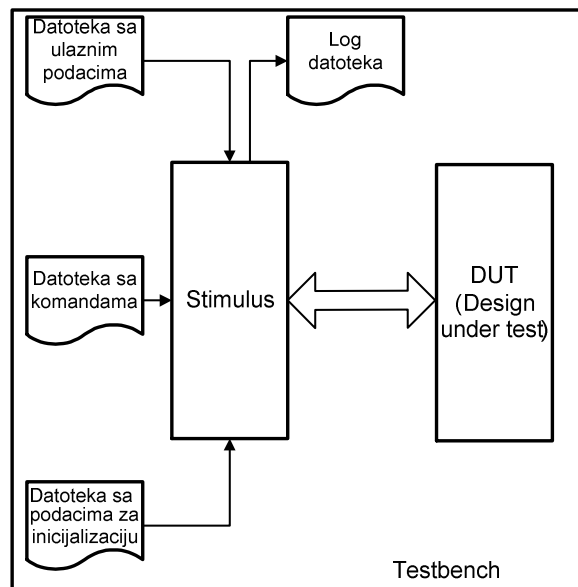 Datoteka sa
ulaznim
podacima
Log
datoteka
Datoteka sa
komandama
Stimulus
DUT
(Design
under test)
Datoteka sa
podacima za
inicijalizaciju
Testbench